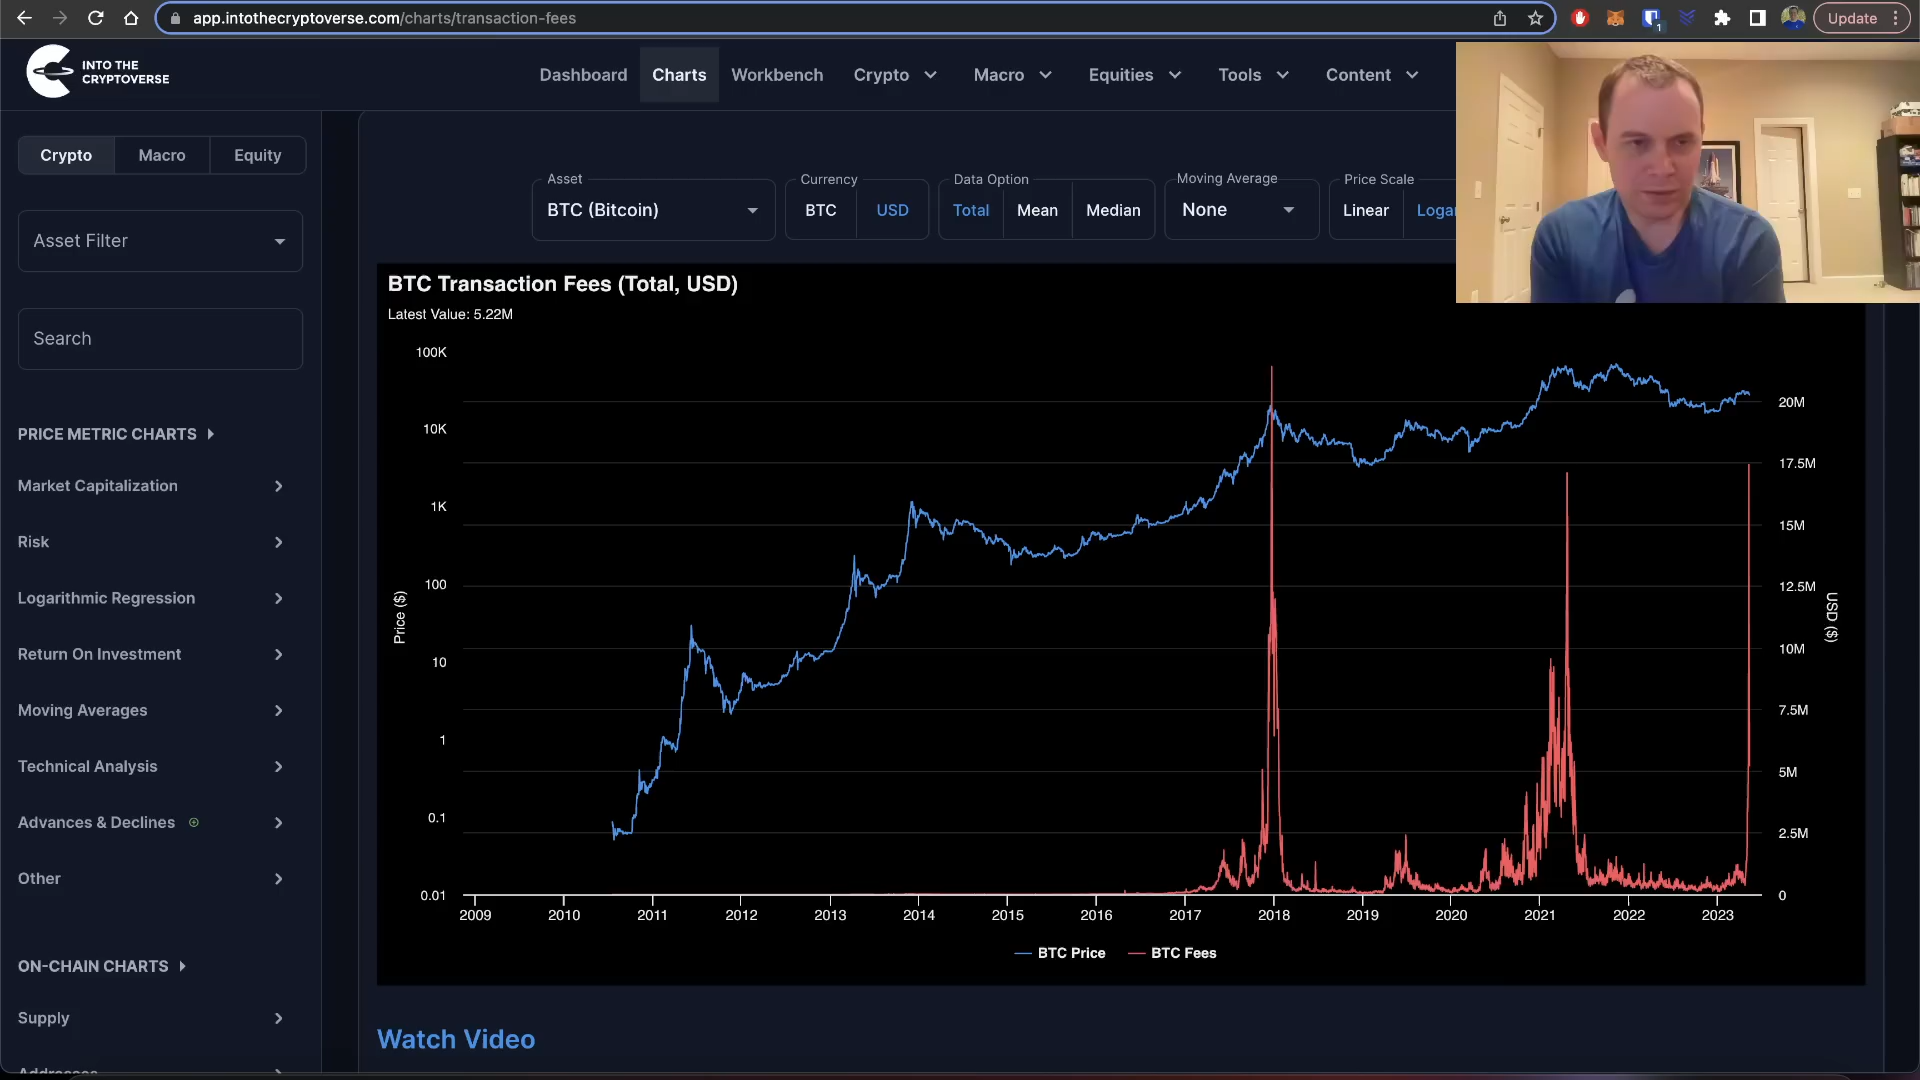 app.intothecryptoverse.com/charts/transaction-fees
1
Update
INTO THE
CRYPTOVERSE
Dashboard
Charts
Workbench
Crypto
Macro
Equities
Tools
Content
Crypto
Macro
Equity
Asset Filter
Search
PRICE METRIC CHARTS
Market Capitalization
Risk
Logarithmic Regression
Return On Investment
Moving Averages
Technical Analysis
Advances & Declines
Other
ON-CHAIN CHARTS
Supply
Addresses
Asset
BTC (Bitcoin)
Currency
BTC
USD
Data Option
Total
Mean
Median
Moving Average
None
Price Scale
Linear
Loga
BTC Transaction Fees (Total, USD)
Latest Value: 5.22M
100K
10K
1K
100
10
1
0.1
0.01
Price ($)
20M
17.5M
15M
12.5M
10M
7.5M
5M
2.5M
0
USD ($)
2009
2010
2011
2012
2013
2014
2015
2016
2017
2018
2019
2020
2021
2022
2023
BTC Price
BTC Fees
Watch Video